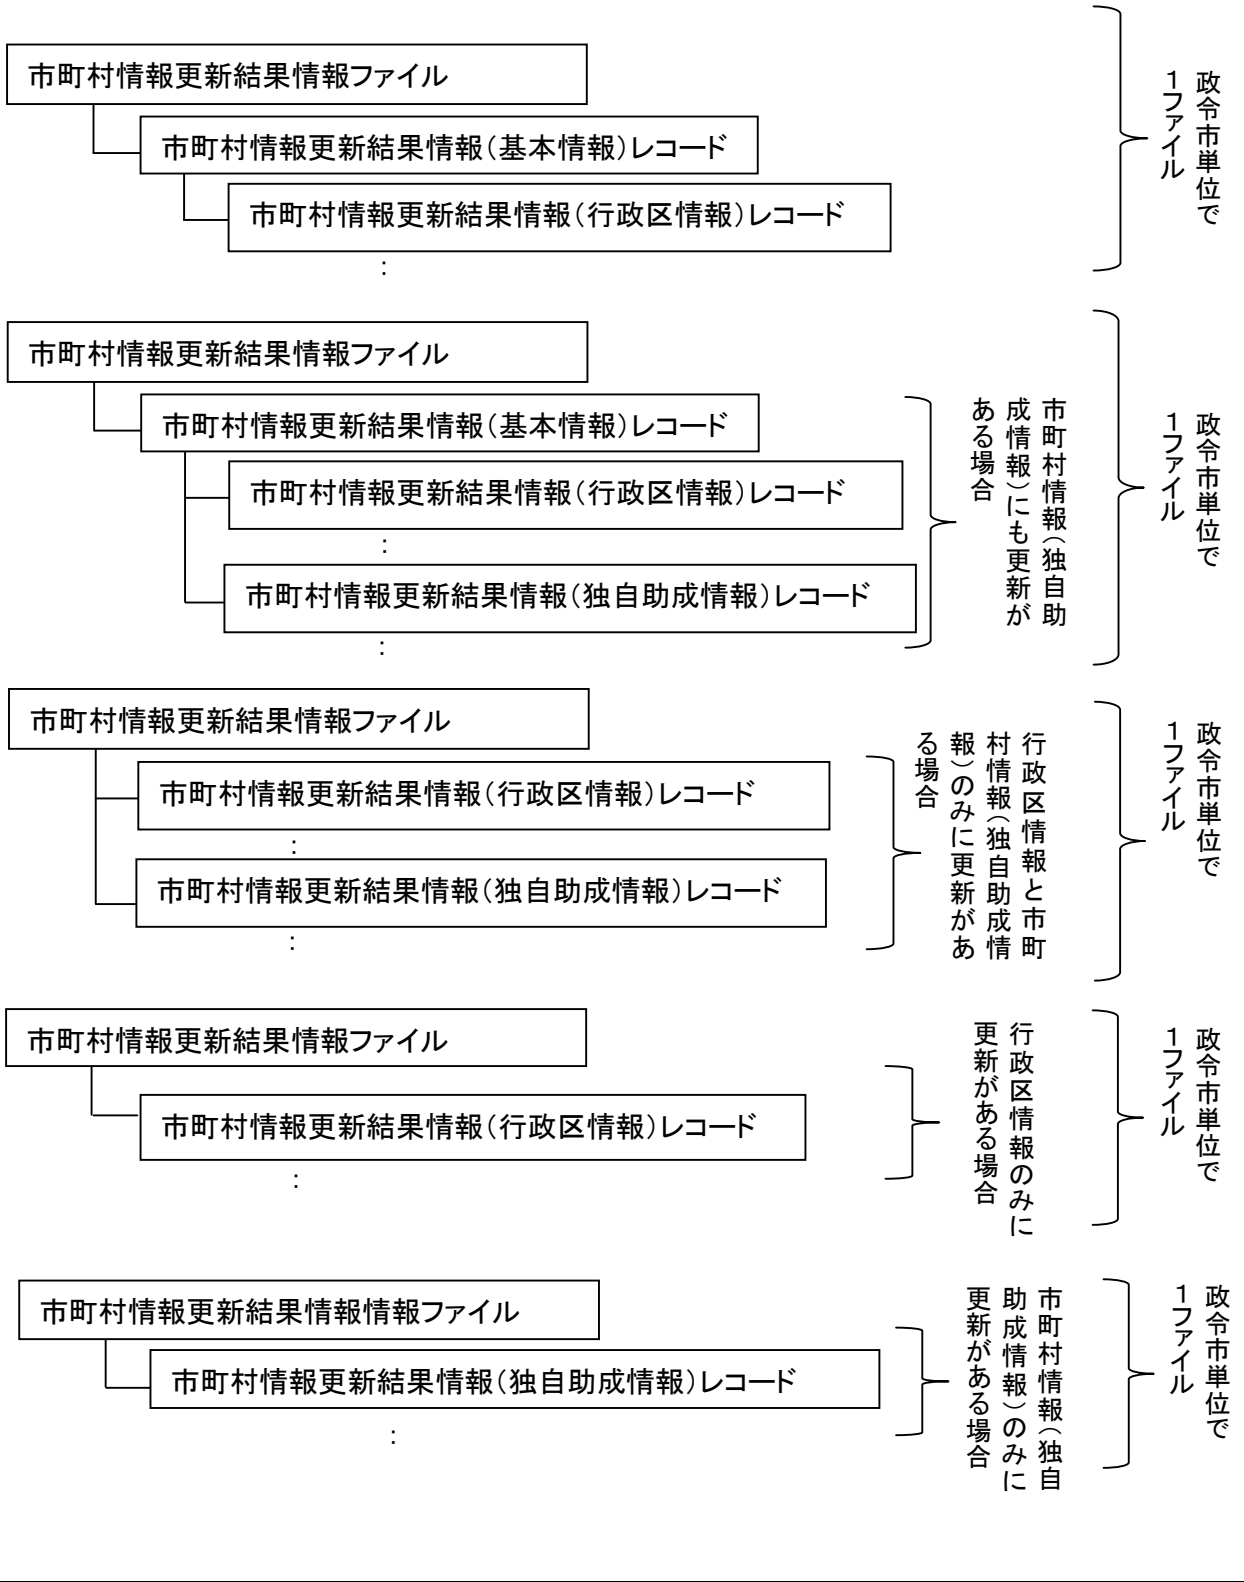 市町村情報更新結果情報ファイル
市町村情報更新結果情報(基本情報)レコード
市町村情報更新結果情報(行政区情報)レコード
:
政令市単位で
1ファイル
市町村情報更新結果情報ファイル
市町村情報更新結果情報(基本情報)レコード
市町村情報更新結果情報(行政区情報)レコード
:
市町村情報更新結果情報(独自助成情報)レコード
:
市町村情報(独自助
成情報)にも更新が
ある場合
政令市単位で
1ファイル
市町村情報更新結果情報ファイル
市町村情報更新結果情報(行政区情報)レコード
:
市町村情報更新結果情報(独自助成情報)レコード
:
行政区情報と市町
村情報(独自助成情
報)のみに更新があ
る場合
政令市単位で
1ファイル
市町村情報更新結果情報ファイル
市町村情報更新結果情報(行政区情報)レコード
:
行政区情報のみに
更新がある場合
政令市単位で
1ファイル
市町村情報更新結果情報情報ファイル
市町村情報更新結果情報(独自助成情報)レコード
:
市町村情報(独自
助成情報)のみに
更新がある場合
政令市単位で
1ファイル